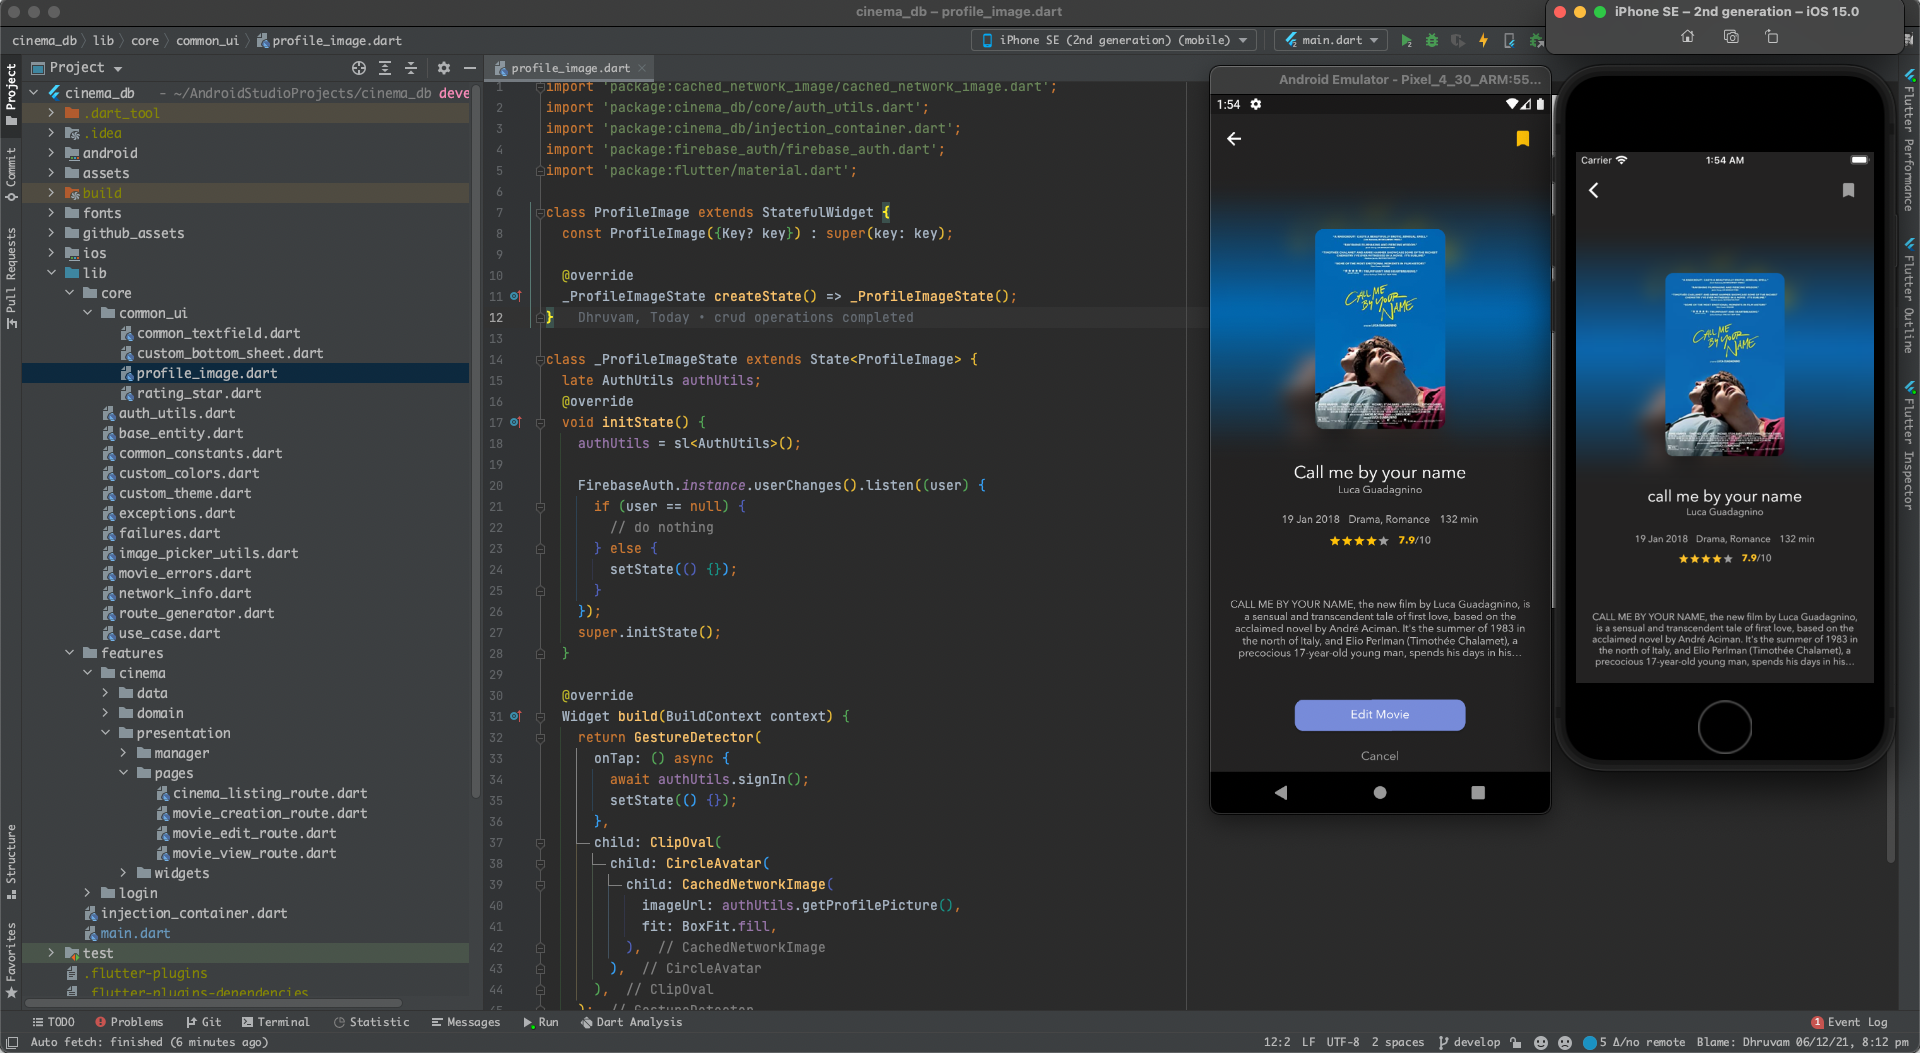 cinema_db – profile_image.dart
cinema_db
lib
core
common_ui
profile_image.dart
iPhone SE (2nd generation) (mobile)
main.dart
Project
profile_image.dart
cinema_db – ~/AndroidStudioProjects/cinema_db deve
.dart_tool
.idea
android
assets
build
fonts
github_assets
ios
lib
core
common_ui
common_textfield.dart
custom_bottom_sheet.dart
profile_image.dart
rating_star.dart
auth_utils.dart
base_entity.dart
common_constants.dart
custom_colors.dart
custom_theme.dart
exceptions.dart
failures.dart
image_picker_utils.dart
movie_errors.dart
network_info.dart
route_generator.dart
use_case.dart
features
cinema
data
domain
presentation
manager
pages
cinema_listing_route.dart
movie_creation_route.dart
movie_edit_route.dart
movie_view_route.dart
widgets
login
injection_container.dart
main.dart
test
.flutter-plugins
.flutter-plugins-dependencies
Project
Commit
Pull Requests
Structure
Favorites
1 import 'package:cached_network_image/cached_network_image.dart';
2 import 'package:cinema_db/core/auth_utils.dart';
3 import 'package:cinema_db/injection_container.dart';
4 import 'package:firebase_auth/firebase_auth.dart';
5 import 'package:flutter/material.dart';
6
7 class ProfileImage extends StatefulWidget {
8 const ProfileImage({Key? key}) : super(key: key);
9
10 @override
11 _ProfileImageState createState() => _ProfileImageState();
12 } Dhruvam, Today • crud operations completed
13
14 class _ProfileImageState extends State<ProfileImage> {
15 late AuthUtils authUtils;
16 @override
17 void initState() {
18 authUtils = sl<AuthUtils>();
19
20 FirebaseAuth.instance.userChanges().listen((user) {
21 if (user == null) {
22 // do nothing
23 } else {
24 setState(() {});
25 }
26 });
27 super.initState();
28 }
29
30 @override
31 Widget build(BuildContext context) {
32 return GestureDetector(
33 onTap: () async {
34 await authUtils.signIn();
35 setState(() {});
36 },
37 child: ClipOval(
38 child: CircleAvatar(
39 child: CachedNetworkImage(
40 imageUrl: authUtils.getProfilePicture(),
41 fit: BoxFit.fill,
42 ), // CachedNetworkImage
43 ), // CircleAvatar
44 ), // ClipOval
45 ); // GestureDetector
Android Emulator - Pixel_4_30_ARM:55...
1:54
CALL ME
BY YOUR
NAME
Call me by your name
Luca Guadagnino
19 Jan 2018 Drama, Romance 132 min
7.9/10
CALL ME BY YOUR NAME, the new film by Luca Guadagnino, is
a sensual and transcendent tale of first love, based on the
acclaimed novel by André Aciman. It's the summer of 1983 in
the north of Italy, and Elio Perlman (Timothée Chalamet), a
precocious 17-year-old young man, spends his days in his...
Edit Movie
Cancel
iPhone SE – 2nd generation – iOS 15.0
Carrier 1:54 AM
CALL ME
BY YOUR
NAME
call me by your name
Luca Guadagnino
19 Jan 2018 Drama, Romance 132 min
7.9/10
CALL ME BY YOUR NAME, the new film by Luca Guadagnino,
is a sensual and transcendent tale of first love, based on the
acclaimed novel by André Aciman. It's the summer of 1983 in
the north of Italy, and Elio Perlman (Timothée Chalamet), a
precocious 17-year-old young man, spends his days in his...
Flutter Performance
Flutter Outline
Flutter Inspector
TODO
Problems
Git
Terminal
Statistic
Messages
Run
Dart Analysis
1 Event Log
Auto fetch: finished (6 minutes ago)
12:2 LF UTF-8 2 spaces develop 5 Δ/no remote Blame: Dhruvam 06/12/21, 8:12 pm